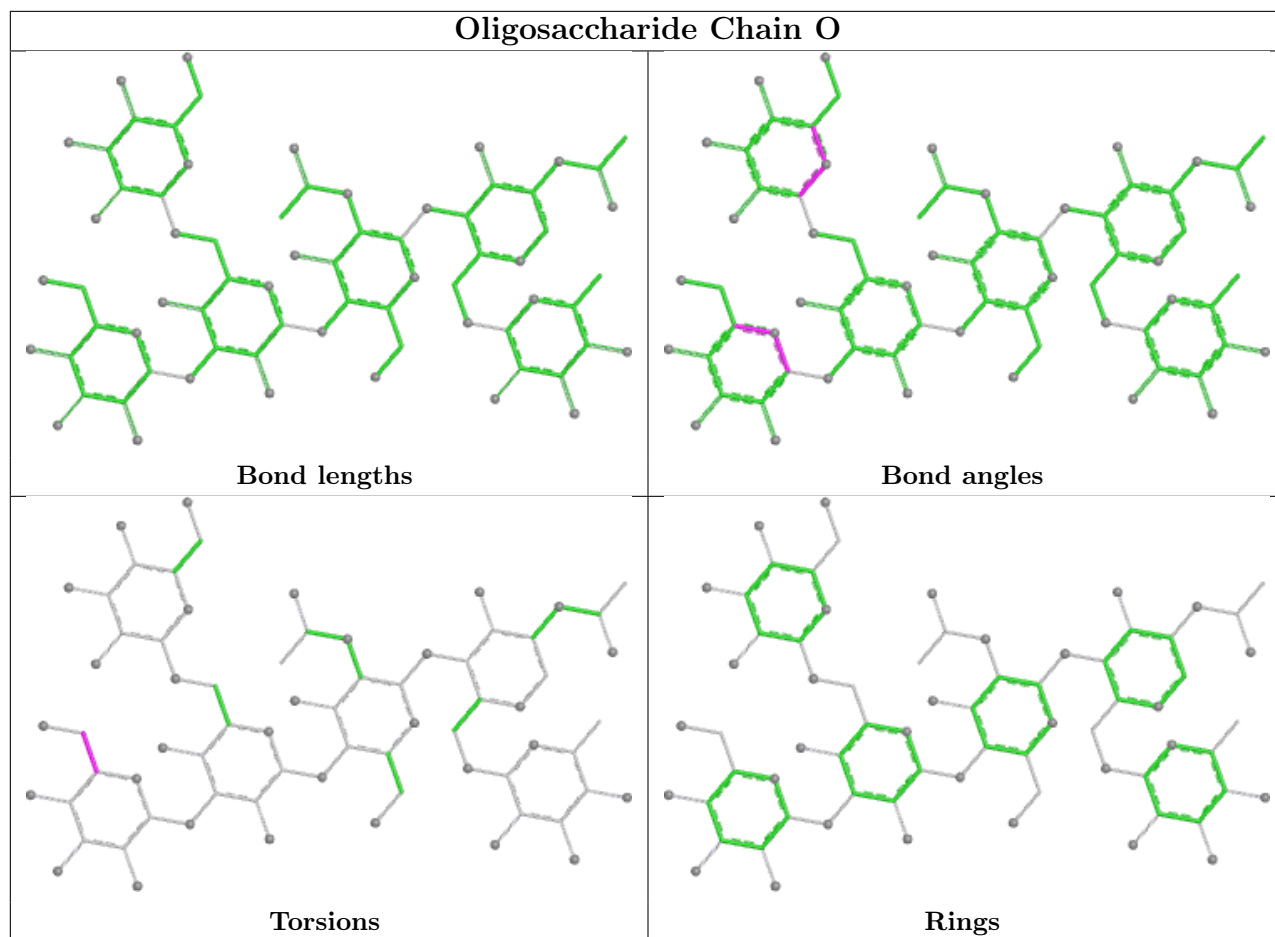 Oligosaccharide Chain O
Bond lengths
Bond angles
Torsions
Rings